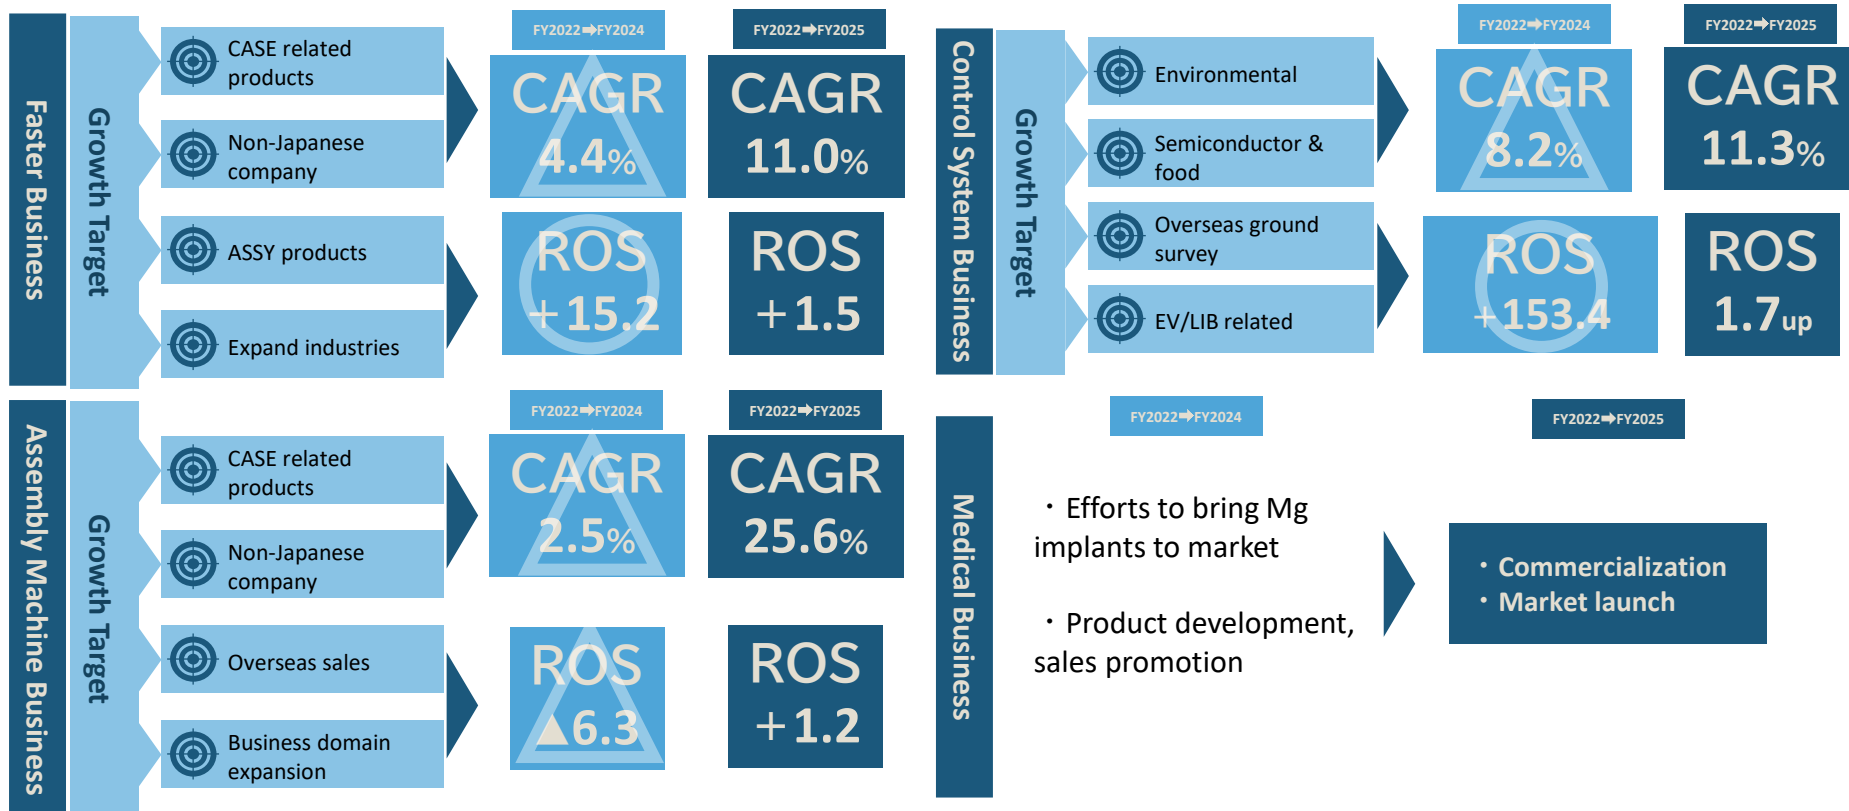 Faster Business
Growth Target
CASE related
products
Non-Japanese
company
ASSY products
Expand industries
FY2022➡FY2024
CAGR
4.4%
ROS
+15.2
FY2022➡FY2025
CAGR
11.0%
ROS
+1.5
Control System Business
Growth Target
Environmental
Semiconductor &
food
Overseas ground
survey
EV/LIB related
FY2022➡FY2024
CAGR
8.2%
ROS
+153.4
FY2022➡FY2025
CAGR
11.3%
ROS
1.7up
Assembly Machine Business
Growth Target
CASE related
products
Non-Japanese
company
Overseas sales
Business domain
expansion
FY2022➡FY2024
CAGR
2.5%
ROS
▲6.3
FY2022➡FY2025
CAGR
25.6%
ROS
+1.2
Medical Business
FY2022➡FY2024
・Efforts to bring Mg
implants to market
・Product development,
sales promotion
FY2022➡FY2025
・Commercialization
・Market launch